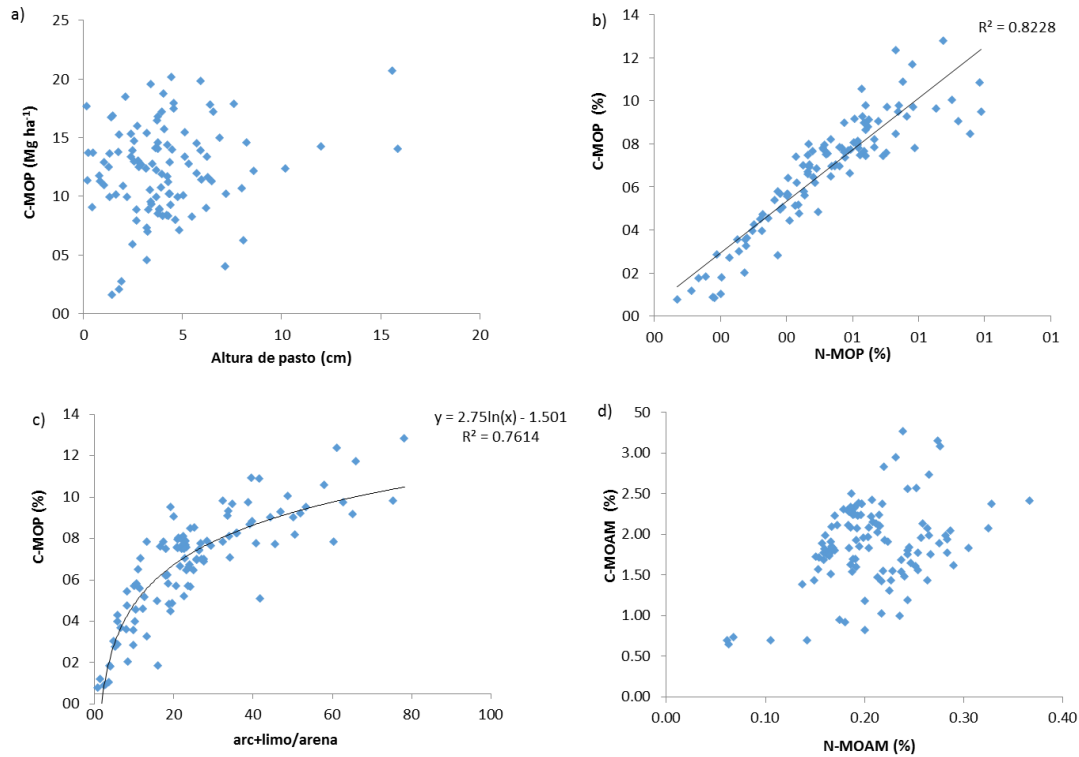 a)
25
20
15
10
05
00
C-MOP (Mg ha⁻¹)
0 5 10 15 20
Altura de pasto (cm)
b)
14
12
10
08
06
04
02
00
C-MOP (%)
R² = 0.8228
00 00 00 01 01 01 01
N-MOP (%)
c)
14
12
10
08
06
04
02
00
C-MOP (%)
y = 2.75ln(x) - 1.501
R² = 0.7614
00 20 40 60 80 100
arc+limo/arena
d)
50
3.00
2.50
2.00
1.50
1.00
0.50
0.00
C-MOAM (%)
0.00 0.10 0.20 0.30 0.40
N-MOAM (%)